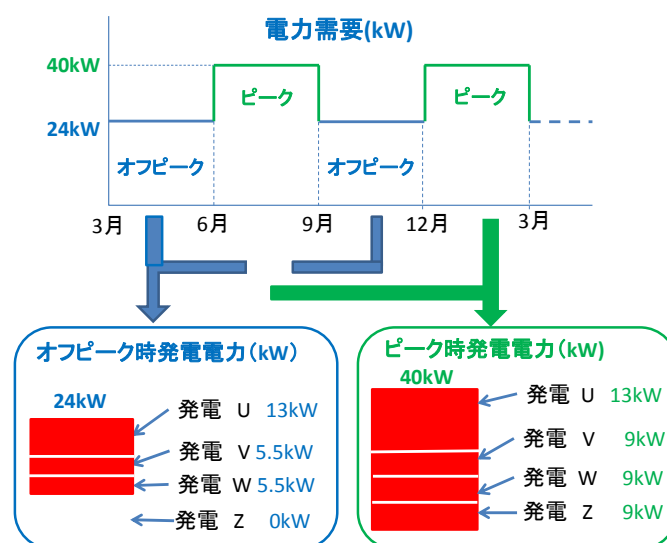 電力需要(kW)
40kW
ピーク
ピーク
24kW
オフピーク
オフピーク
3月
6月
9月
12月
3月
オフピーク時発電電力(kW)
24kW
発電 U 13kW
発電 V 5.5kW
発電 W 5.5kW
発電 Z 0kW
ピーク時発電電力(kW)
40kW
発電 U 13kW
発電 V 9kW
発電 W 9kW
発電 Z 9kW